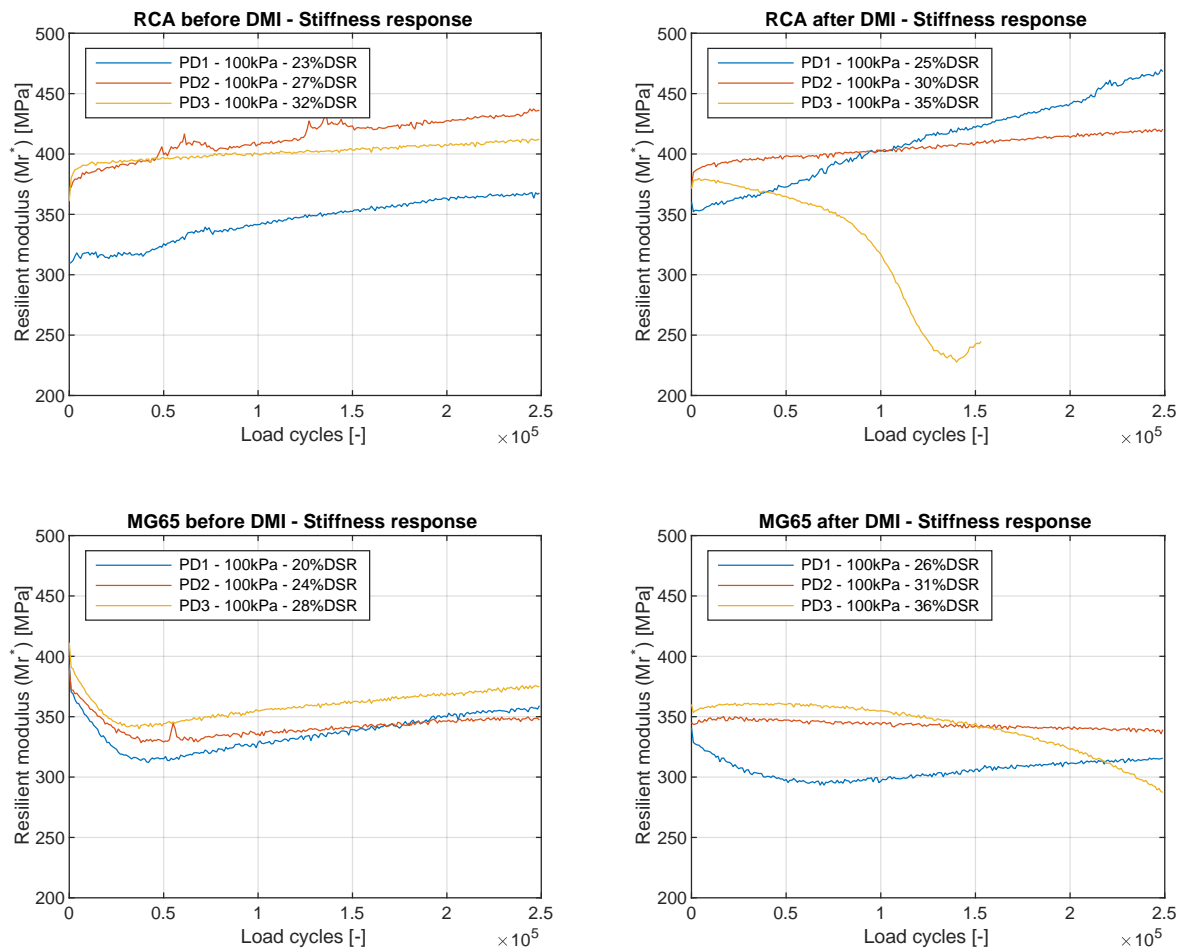 RCA before DMI - Stiffness response
500
450
400
350
300
250
200
Resilient modulus (Mr*) [MPa]
PD1 - 100kPa - 23%DSR
PD2 - 100kPa - 27%DSR
PD3 - 100kPa - 32%DSR
0 0.5 1 1.5 2 2.5
Load cycles [-]
×10^5
RCA after DMI - Stiffness response
500
450
400
350
300
250
200
Resilient modulus (Mr*) [MPa]
PD1 - 100kPa - 25%DSR
PD2 - 100kPa - 30%DSR
PD3 - 100kPa - 35%DSR
0 0.5 1 1.5 2 2.5
Load cycles [-]
×10^5
MG65 before DMI - Stiffness response
500
450
400
350
300
250
200
Resilient modulus (Mr*) [MPa]
PD1 - 100kPa - 20%DSR
PD2 - 100kPa - 24%DSR
PD3 - 100kPa - 28%DSR
0 0.5 1 1.5 2 2.5
Load cycles [-]
×10^5
MG65 after DMI - Stiffness response
500
450
400
350
300
250
200
Resilient modulus (Mr*) [MPa]
PD1 - 100kPa - 26%DSR
PD2 - 100kPa - 31%DSR
PD3 - 100kPa - 36%DSR
0 0.5 1 1.5 2 2.5
Load cycles [-]
×10^5